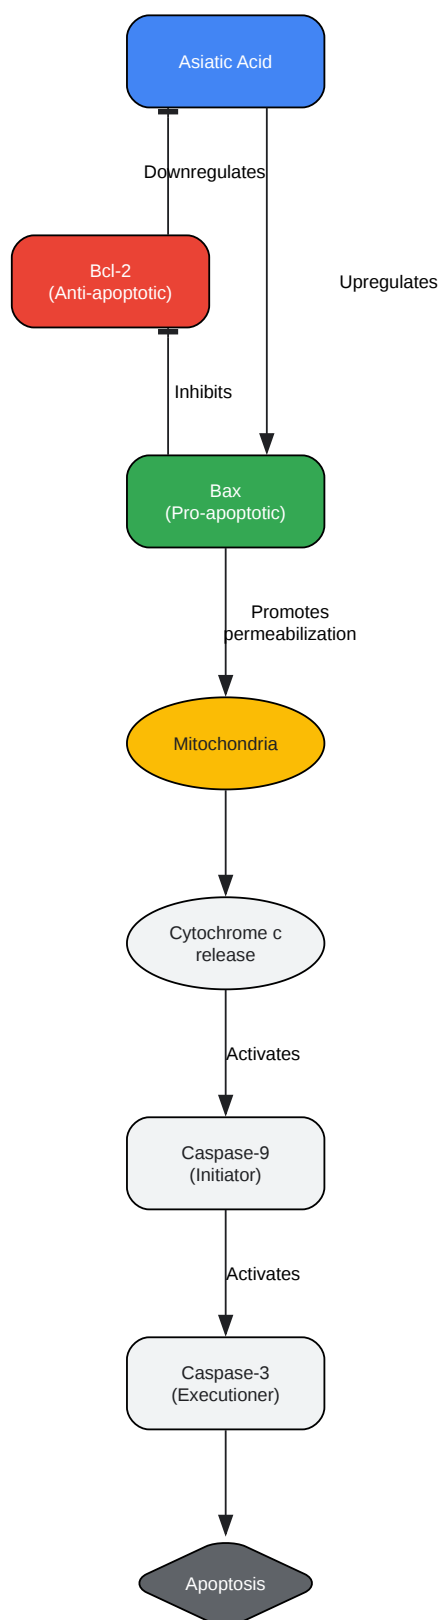 Asiatic Acid
Downregulates
Bcl-2
(Anti-apoptotic)
Upregulates
Inhibits
Bax
(Pro-apoptotic)
Promotes
permeabilization
Mitochondria
Cytochrome c
release
Activates
Caspase-9
(Initiator)
Activates
Caspase-3
(Executioner)
Apoptosis